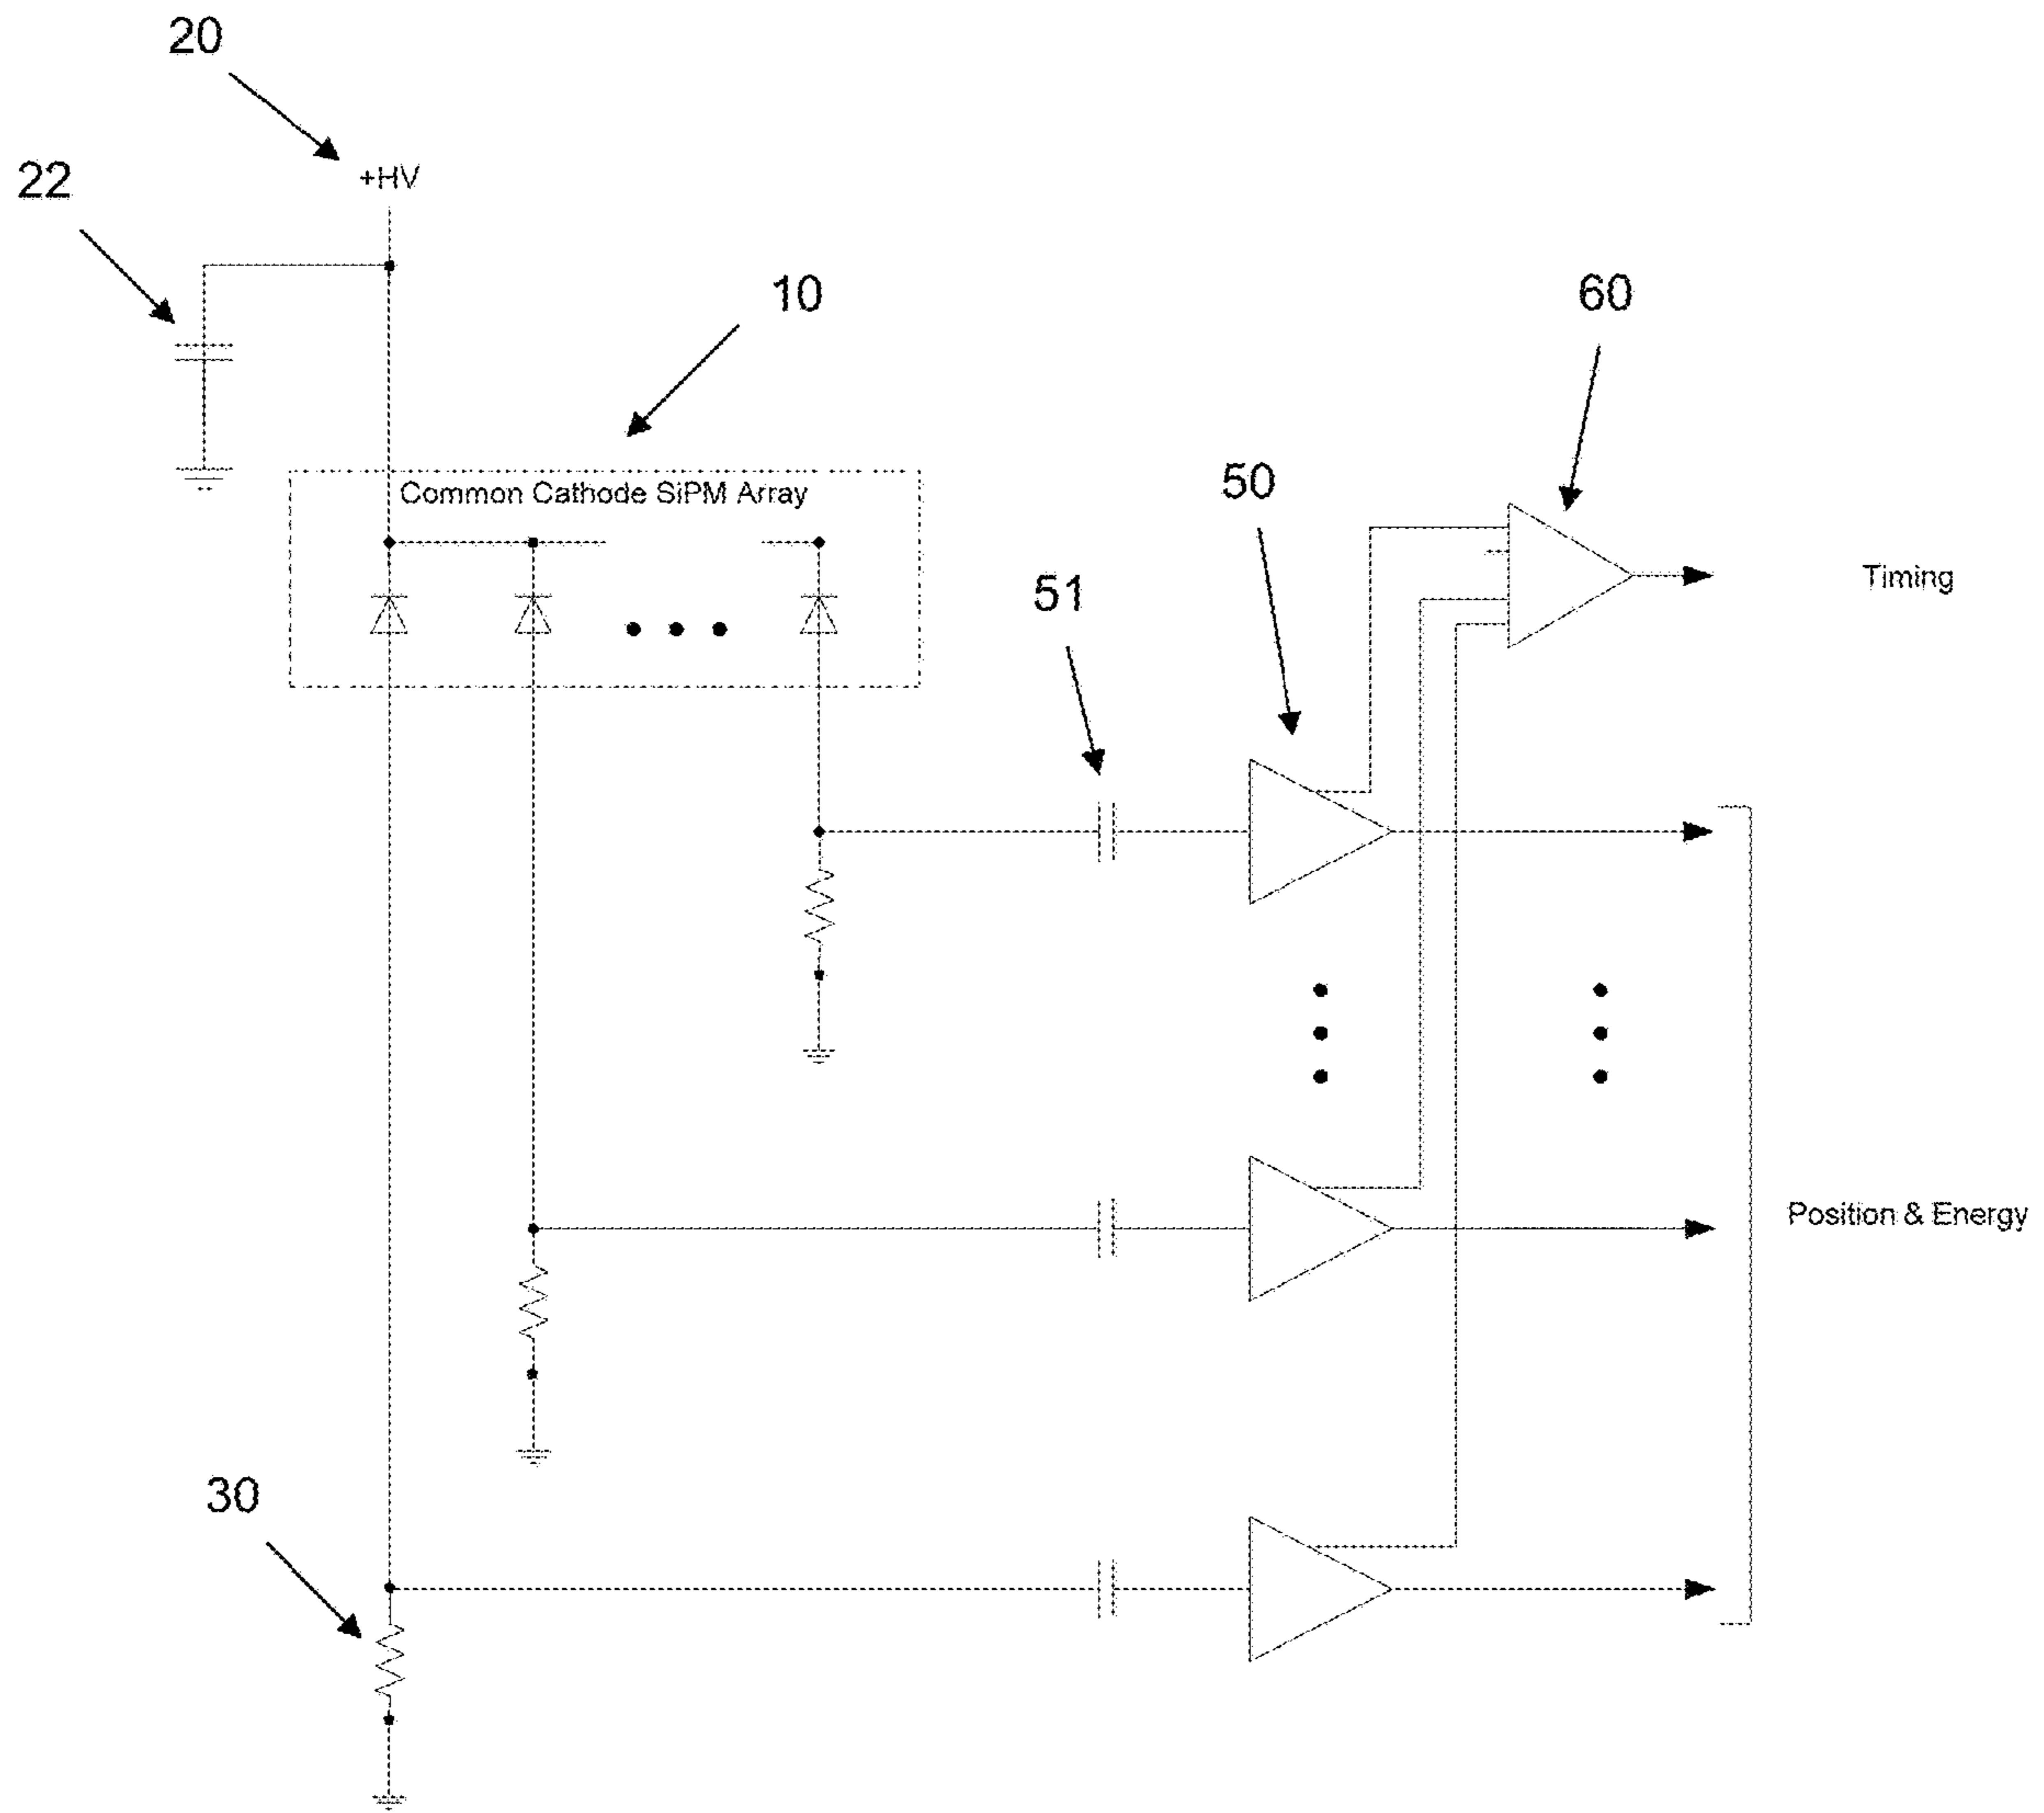 20
22
+HV
10
60
Common Cathode SiPM Array
50
51
Timing
Position & Energy
30